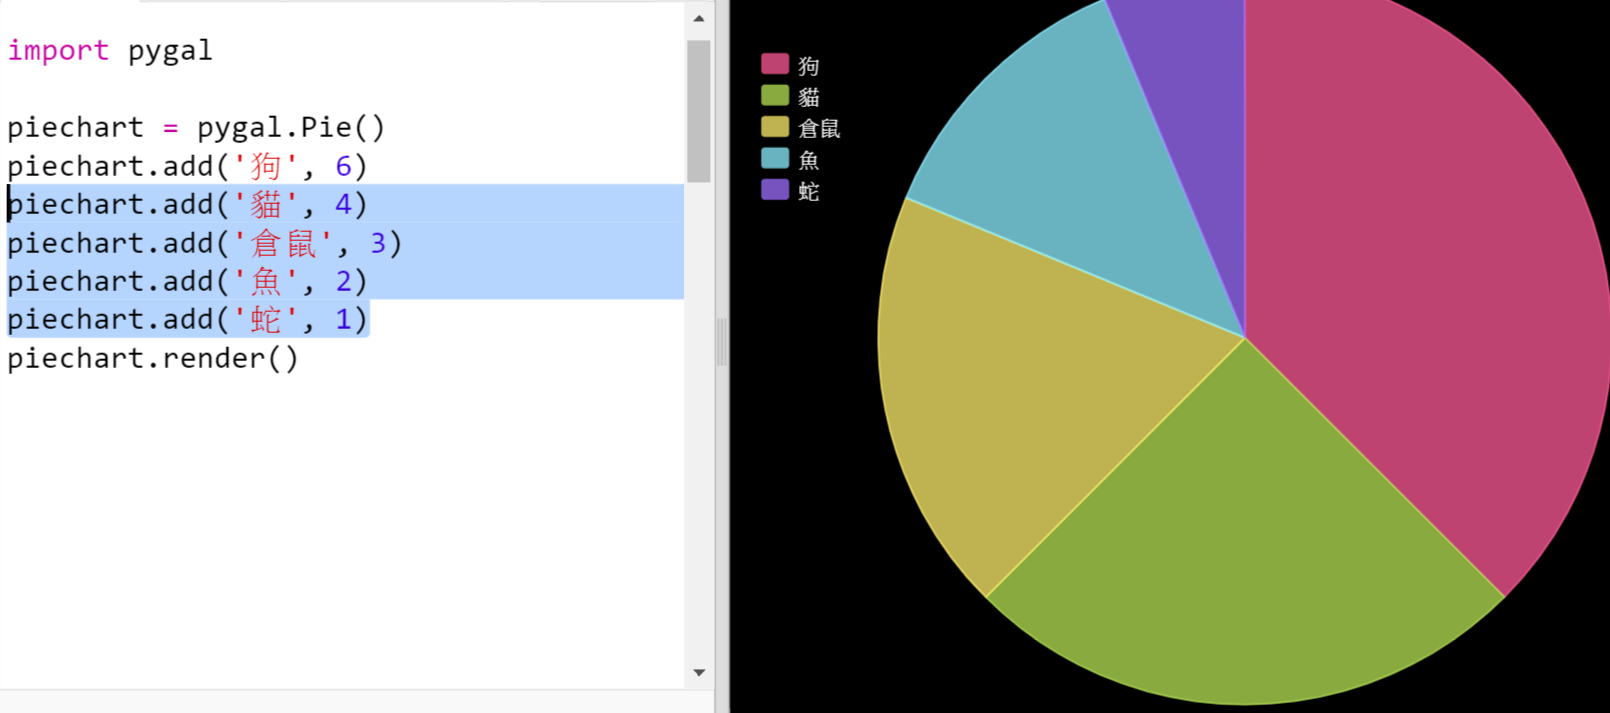 import pygal
piechart = pygal.Pie()
piechart.add('狗', 6)
piechart.add('貓', 4)
piechart.add('倉鼠', 3)
piechart.add('魚', 2)
piechart.add('蛇', 1)
piechart.render()
狗
貓
倉鼠
魚
蛇